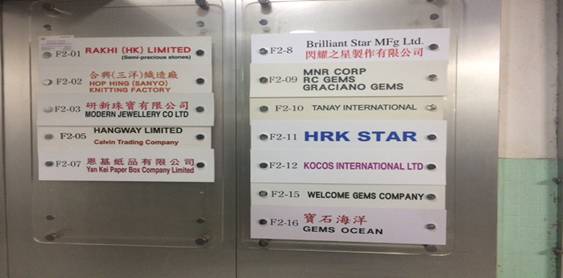 F2-01 RAKHI (HK) LIMITED
(Semi-precious stones)
F2-02 合興(三洋)織造廠
HOP HING (SANYO)
KNITTING FACTORY
F2-03 研新珠寶有限公司
MODERN JEWELLERY CO LTD
F2-05 HANGWAY LIMITED
Calvin Trading Company
F2-07 恩基紙品有限公司
Yan Kei Paper Box Company Limited
F2-8 Brilliant Star MFg Ltd.
閃耀之星製作有限公司
F2-09 MNR CORP
RC GEMS
GRACIANO GEMS
F2-10 TANAY INTERNATIONAL
F2-11 HRK STAR
F2-12 KOCOS INTERNATIONAL LTD
F2-15 WELCOME GEMS COMPANY
F2-16 寶石海洋
GEMS OCEAN